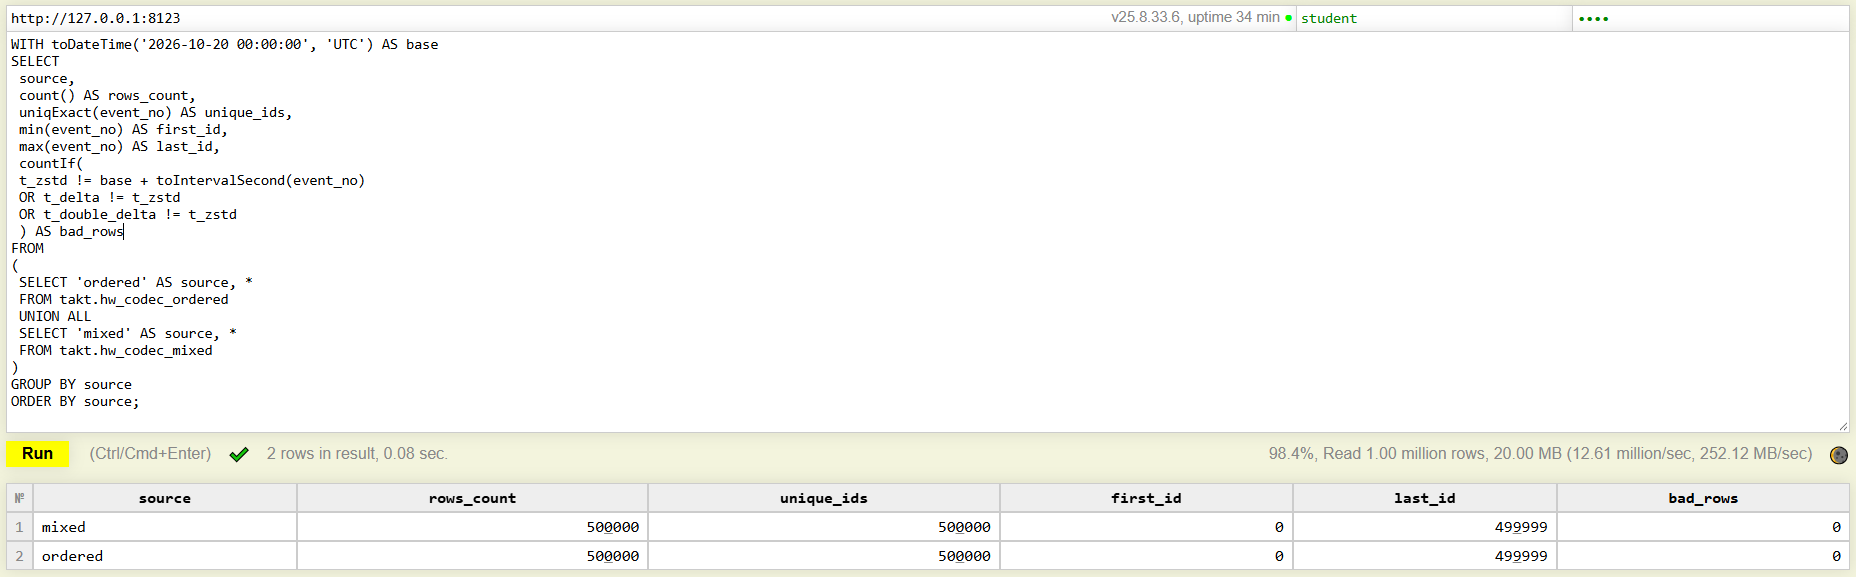 http://127.0.0.1:8123 v25.8.33.6, uptime 34 min student ••••
WITH toDateTime('2026-10-20 00:00:00', 'UTC') AS base
SELECT
source,
count() AS rows_count,
uniqExact(event_no) AS unique_ids,
min(event_no) AS first_id,
max(event_no) AS last_id,
countIf(
t_zstd != base + toIntervalSecond(event_no)
OR t_delta != t_zstd
OR t_double_delta != t_zstd
) AS bad_rows
FROM
(
SELECT 'ordered' AS source, *
FROM takt.hw_codec_ordered
UNION ALL
SELECT 'mixed' AS source, *
FROM takt.hw_codec_mixed
)
GROUP BY source
ORDER BY source;
Run (Ctrl/Cmd+Enter) ✔ 2 rows in result, 0.08 sec. 98.4%, Read 1.00 million rows, 20.00 MB (12.61 million/sec, 252.12 MB/sec)
№ source rows_count unique_ids first_id last_id bad_rows
1 mixed 500000 500000 0 499999 0
2 ordered 500000 500000 0 499999 0